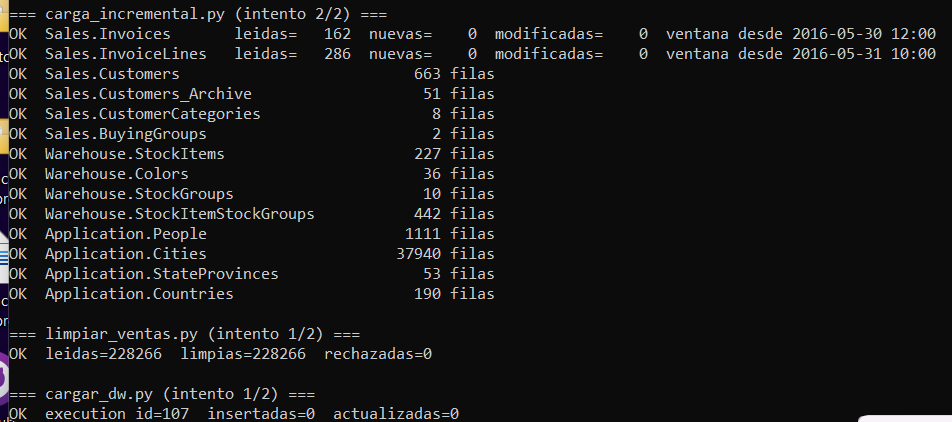 === carga_incremental.py (intento 2/2) ===
OK  Sales.Invoices       leidas=   162  nuevas=    0  modificadas=    0  ventana desde 2016-05-30 12:00
OK  Sales.InvoiceLines   leidas=   286  nuevas=    0  modificadas=    0  ventana desde 2016-05-31 10:00
OK  Sales.Customers                          663 filas
OK  Sales.Customers_Archive                   51 filas
OK  Sales.CustomerCategories                   8 filas
OK  Sales.BuyingGroups                         2 filas
OK  Warehouse.StockItems                     227 filas
OK  Warehouse.Colors                          36 filas
OK  Warehouse.StockGroups                     10 filas
OK  Warehouse.StockItemStockGroups           442 filas
OK  Application.People                      1111 filas
OK  Application.Cities                     37940 filas
OK  Application.StateProvinces                53 filas
OK  Application.Countries                    190 filas
=== limpiar_ventas.py (intento 1/2) ===
OK  leidas=228266  limpias=228266  rechazadas=0
=== cargar_dw.py (intento 1/2) ===
OK  execution id=107  insertadas=0  actualizadas=0